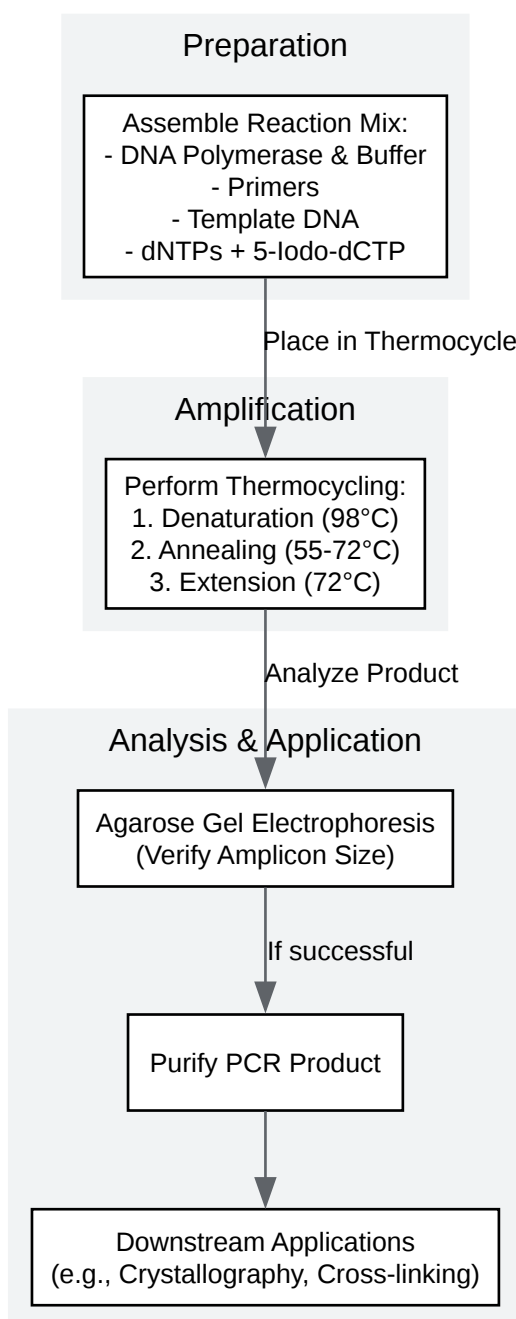 Preparation
Assemble Reaction Mix:
- DNA Polymerase & Buffer
- Primers
- Template DNA
- dNTPs + 5-Iodo-dCTP
Place in Thermocycle
Amplification
Perform Thermocycling:
1. Denaturation (98°C)
2. Annealing (55-72°C)
3. Extension (72°C)
Analyze Product
Analysis & Application
Agarose Gel Electrophoresis
(Verify Amplicon Size)
If successful
Purify PCR Product
Downstream Applications
(e.g., Crystallography, Cross-linking)